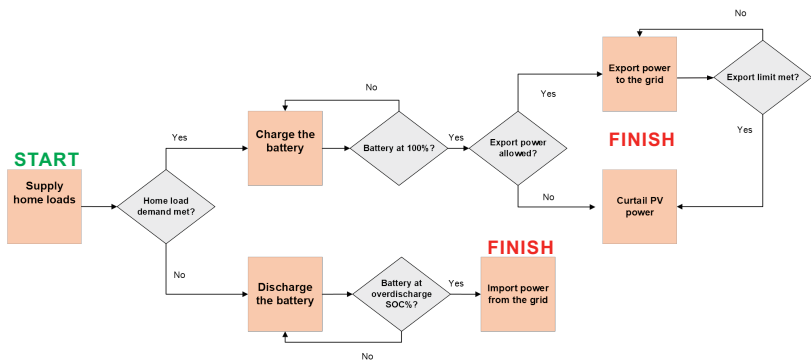 START
Supply
home loads
Home load
demand met?
Yes
No
Charge the
battery
No
Battery at 100%?
Yes
Export power
allowed?
Yes
No
Export power
to the grid
No
Export limit met?
Yes
FINISH
Curtail PV
power
Discharge
the battery
Battery at
overdischarge
SOC%?
No
Yes
FINISH
Import power
from the grid